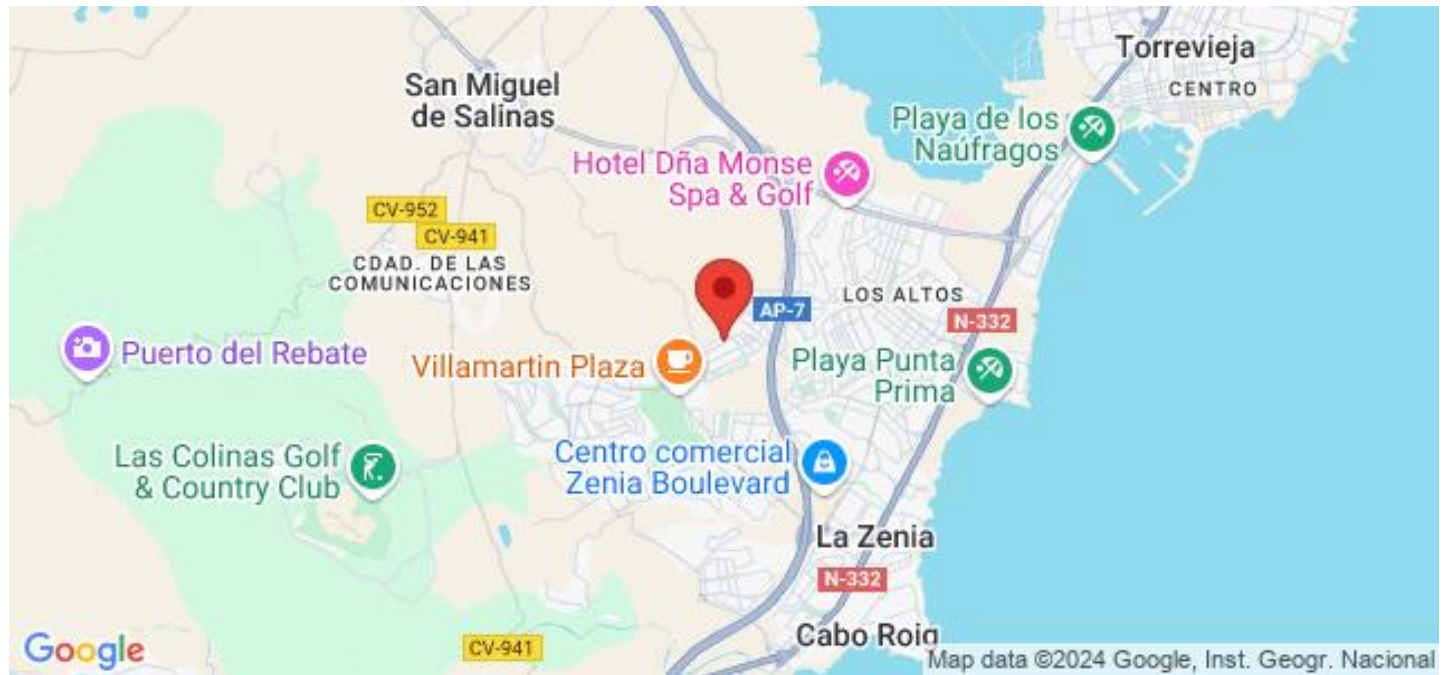 Torrevieja
CENTRO
San Miguel
de Salinas
Playa de los
Naúfragos
Hotel Dña Monse
Spa & Golf
CV-952
CV-941
CDAD. DE LAS
COMUNICACIONES
LOS ALTOS
AP-7
N-332
Puerto del Rebate
Villamartin Plaza
Playa Punta
Prima
Las Colinas Golf
& Country Club
Centro comercial
Zenia Boulevard
La Zenia
N-332
Cabo Roig
CV-941
Google
Map data ©2024 Google, Inst. Geogr. Nacional